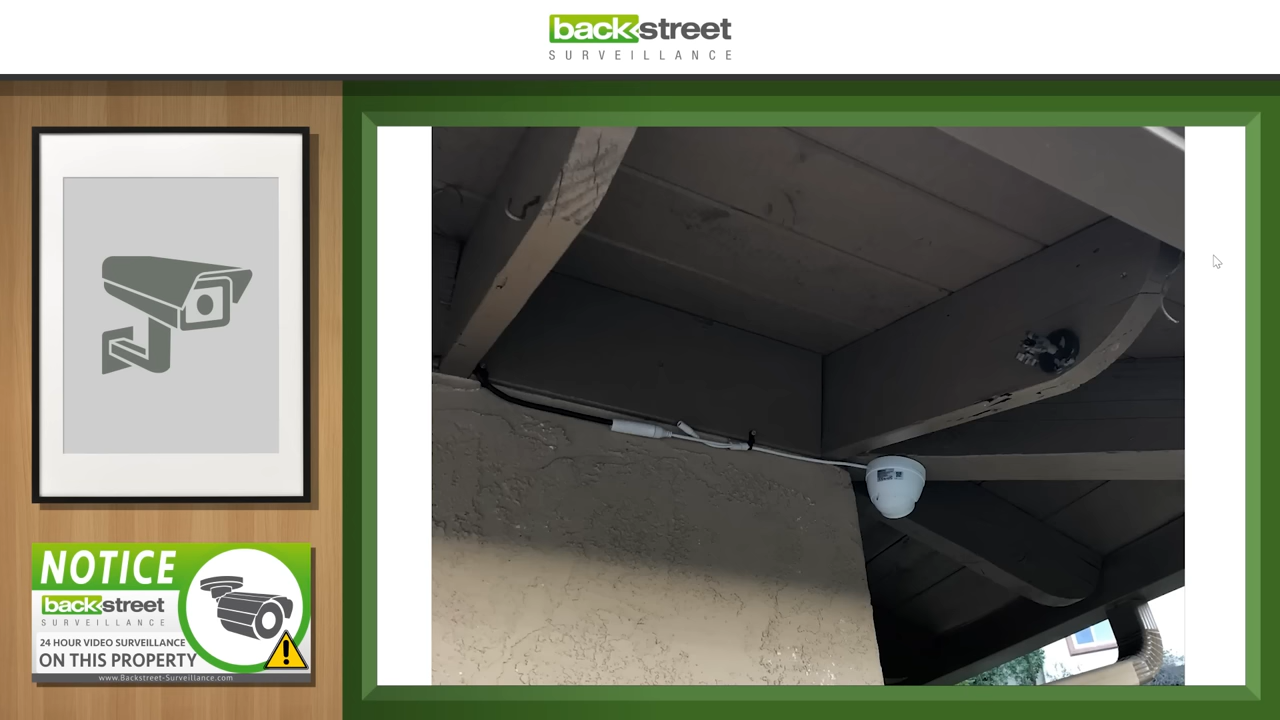 backstreet
SURVEILLANCE
NOTICE
backstreet
SURVEILLANCE
24 HOUR VIDEO SURVEILLANCE
ON THIS PROPERTY
www.Backstreet-Surveillance.com